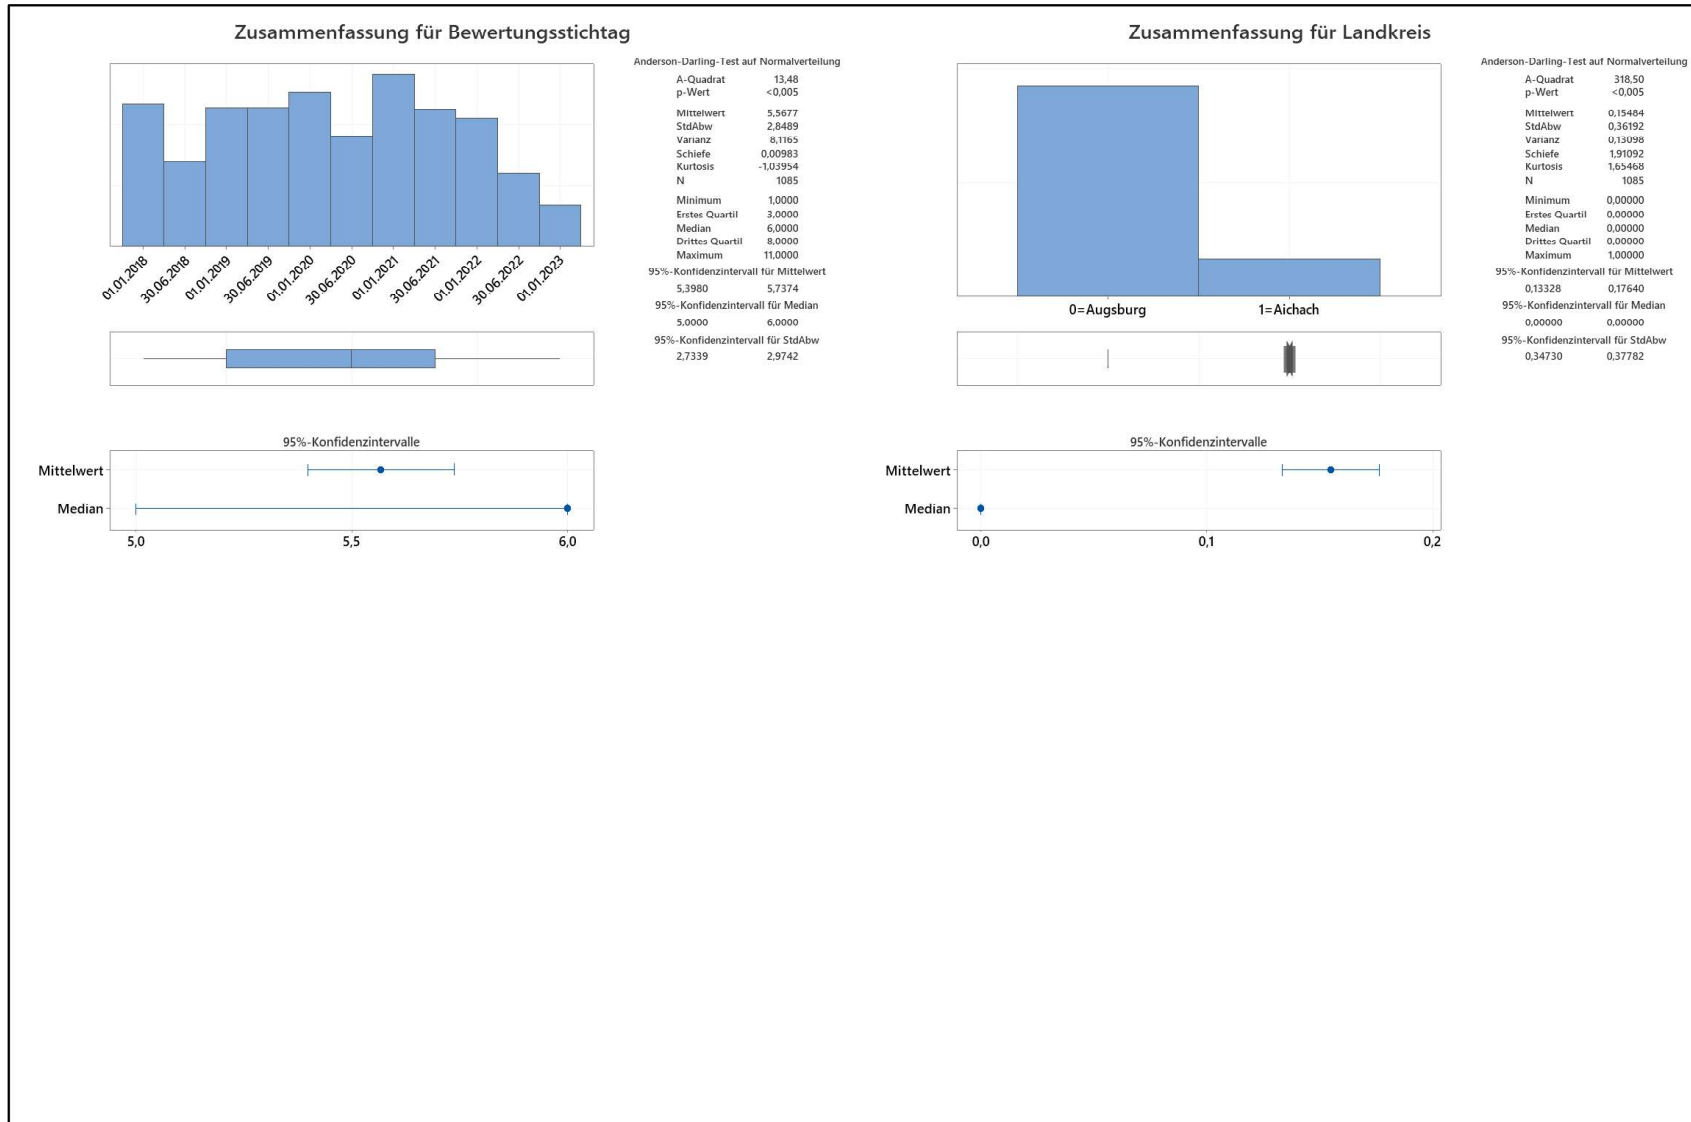 Zusammenfassung für Bewertungsstichtag
Anderson-Darling-Test auf Normalverteilung
A-Quadrat 13,48
p-Wert <0,005
Mittelwert 5,5677
StdAbw 2,8489
Varianz 8,1165
Schiefe 0,00983
Kurtosis -1,03954
N 1085
Minimum 1,0000
Erstes Quartil 3,0000
Median 6,0000
Drittes Quartil 8,0000
Maximum 11,0000
95%-Konfidenzintervall für Mittelwert
5,3980 5,7374
95%-Konfidenzintervall für Median
5,0000 6,0000
95%-Konfidenzintervall für StdAbw
2,7339 2,9742
01.01.2018
30.06.2018
01.01.2019
30.06.2019
01.01.2020
30.06.2020
01.01.2021
30.06.2021
01.01.2022
30.06.2022
01.01.2023
95%-Konfidenzintervalle
Mittelwert
Median
5,0 5,5 6,0
Zusammenfassung für Landkreis
Anderson-Darling-Test auf Normalverteilung
A-Quadrat 318,50
p-Wert <0,005
Mittelwert 0,15484
StdAbw 0,36192
Varianz 0,13098
Schiefe 1,91092
Kurtosis 1,65468
N 1085
Minimum 0,00000
Erstes Quartil 0,00000
Median 0,00000
Drittes Quartil 0,00000
Maximum 1,00000
95%-Konfidenzintervall für Mittelwert
0,13328 0,17640
95%-Konfidenzintervall für Median
0,00000 0,00000
95%-Konfidenzintervall für StdAbw
0,34730 0,37782
0=Augsburg 1=Aichach
95%-Konfidenzintervalle
Mittelwert
Median
0,0 0,1 0,2